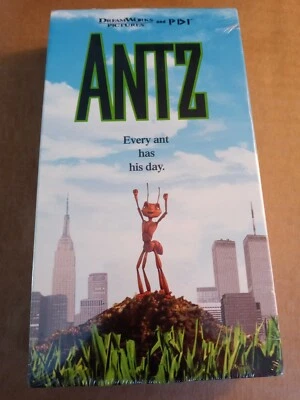 DREAMWORKS
PICTURES and PDI
ANTZ
Every ant
has
his day.